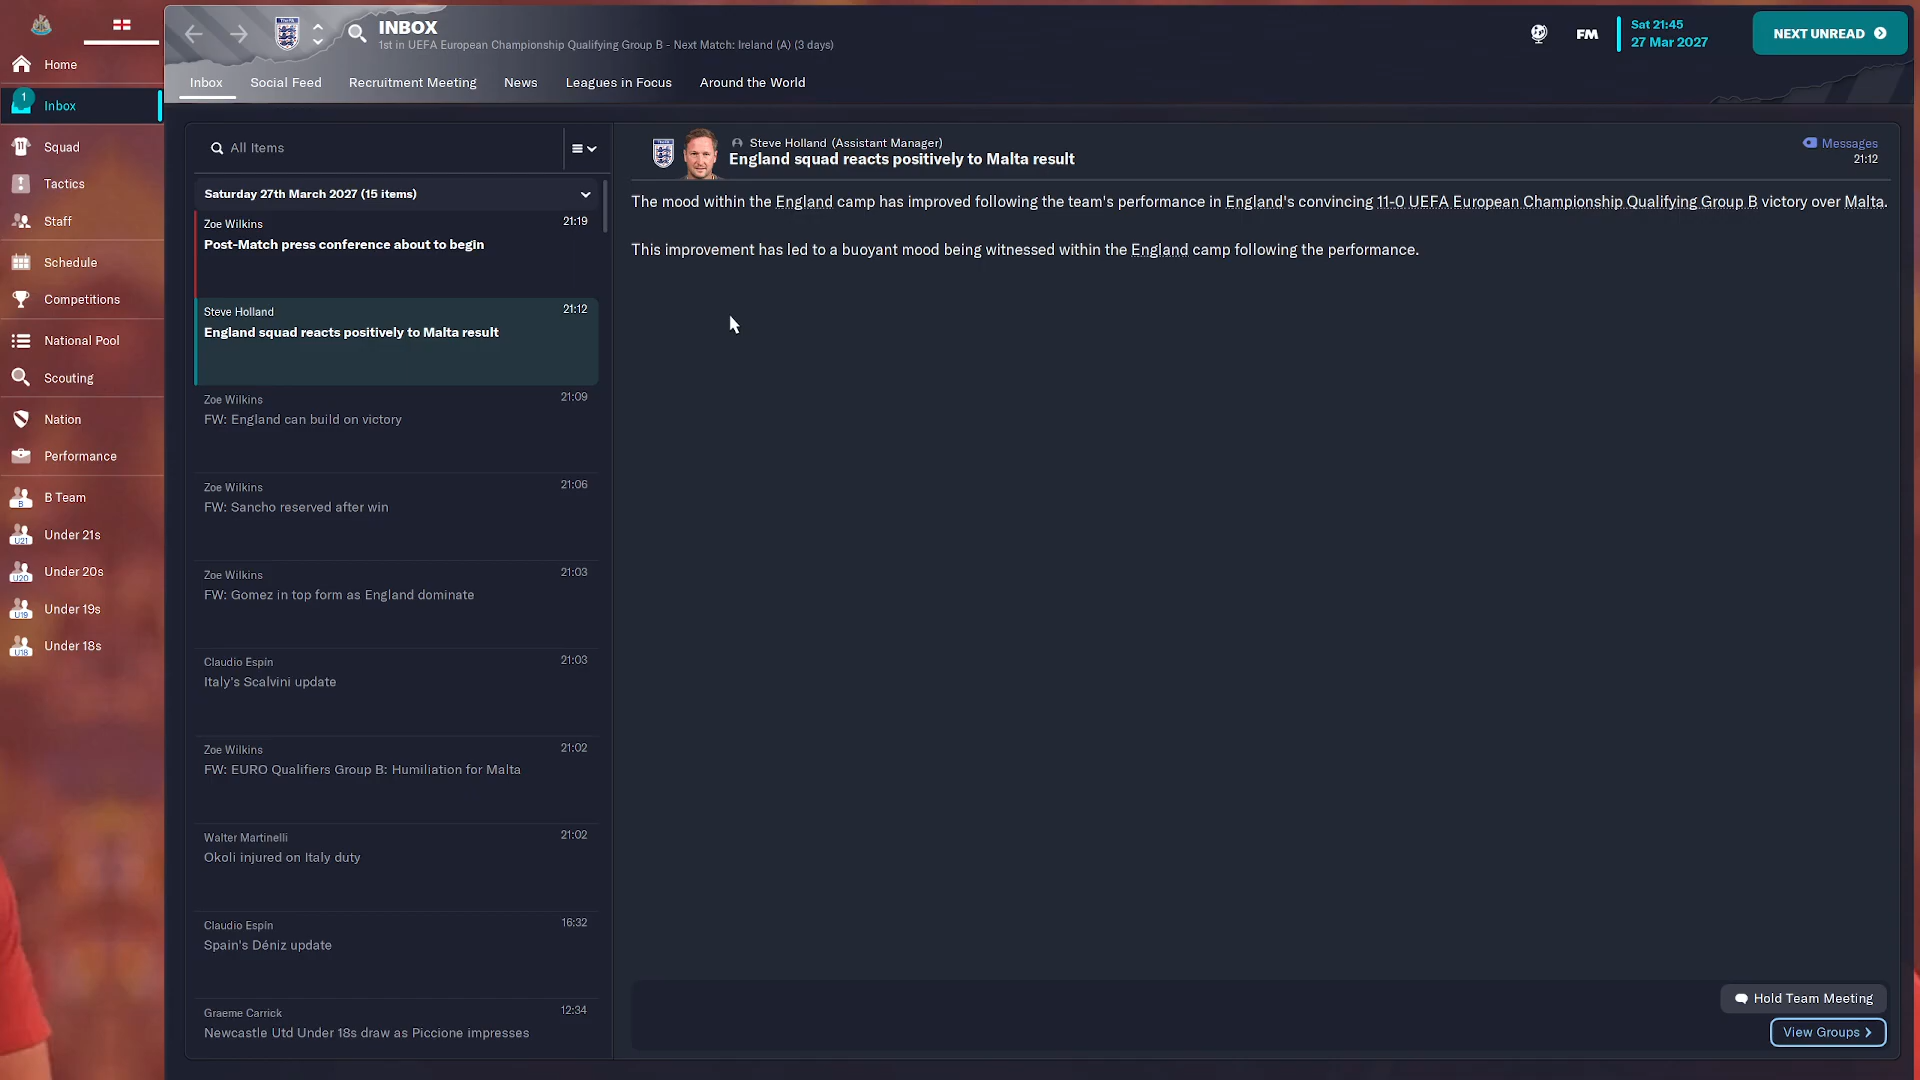 INBOX
1st in UEFA European Championship Qualifying Group B - Next Match: Ireland (A) (3 days)
FM
Sat 21:45
27 Mar 2027
NEXT UNREAD
Home
1
Inbox
11
Squad
Tactics
Staff
Schedule
Competitions
National Pool
Scouting
Nation
Performance
B
B Team
U21
Under 21s
U20
Under 20s
U19
Under 19s
U18
Under 18s
Inbox
Social Feed
Recruitment Meeting
News
Leagues in Focus
Around the World
All Items
Saturday 27th March 2027 (15 items)
Zoe Wilkins
21:19
Post-Match press conference about to begin
Steve Holland
21:12
England squad reacts positively to Malta result
Zoe Wilkins
21:09
FW: England can build on victory
Zoe Wilkins
21:06
FW: Sancho reserved after win
Zoe Wilkins
21:03
FW: Gomez in top form as England dominate
Claudio Espín
21:03
Italy's Scalvini update
Zoe Wilkins
21:02
FW: EURO Qualifiers Group B: Humiliation for Malta
Walter Martinelli
21:02
Okoli injured on Italy duty
Claudio Espín
16:32
Spain's Déniz update
Graeme Carrick
12:34
Newcastle Utd Under 18s draw as Piccione impresses
Steve Holland (Assistant Manager)
England squad reacts positively to Malta result
Messages
21:12
The mood within the England camp has improved following the team's performance in England's convincing 11-0 UEFA European Championship Qualifying Group B victory over Malta.
This improvement has led to a buoyant mood being witnessed within the England camp following the performance.
Hold Team Meeting
View Groups